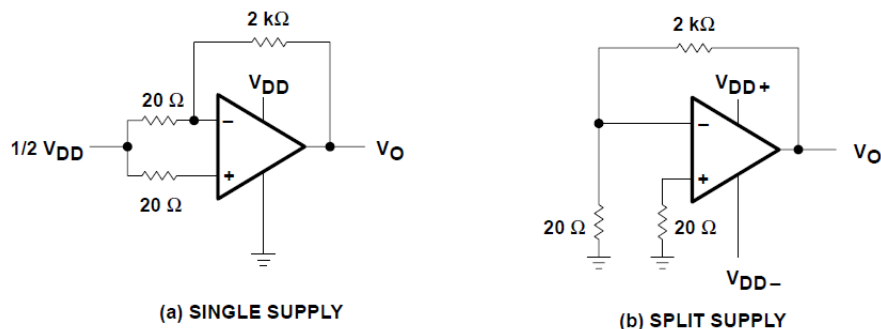 2 kΩ
VDD
20 Ω
−
1/2 VDD
+
VO
20 Ω
(a) SINGLE SUPPLY
2 kΩ
VDD+
−
VO
+
20 Ω
20 Ω
VDD−
(b) SPLIT SUPPLY